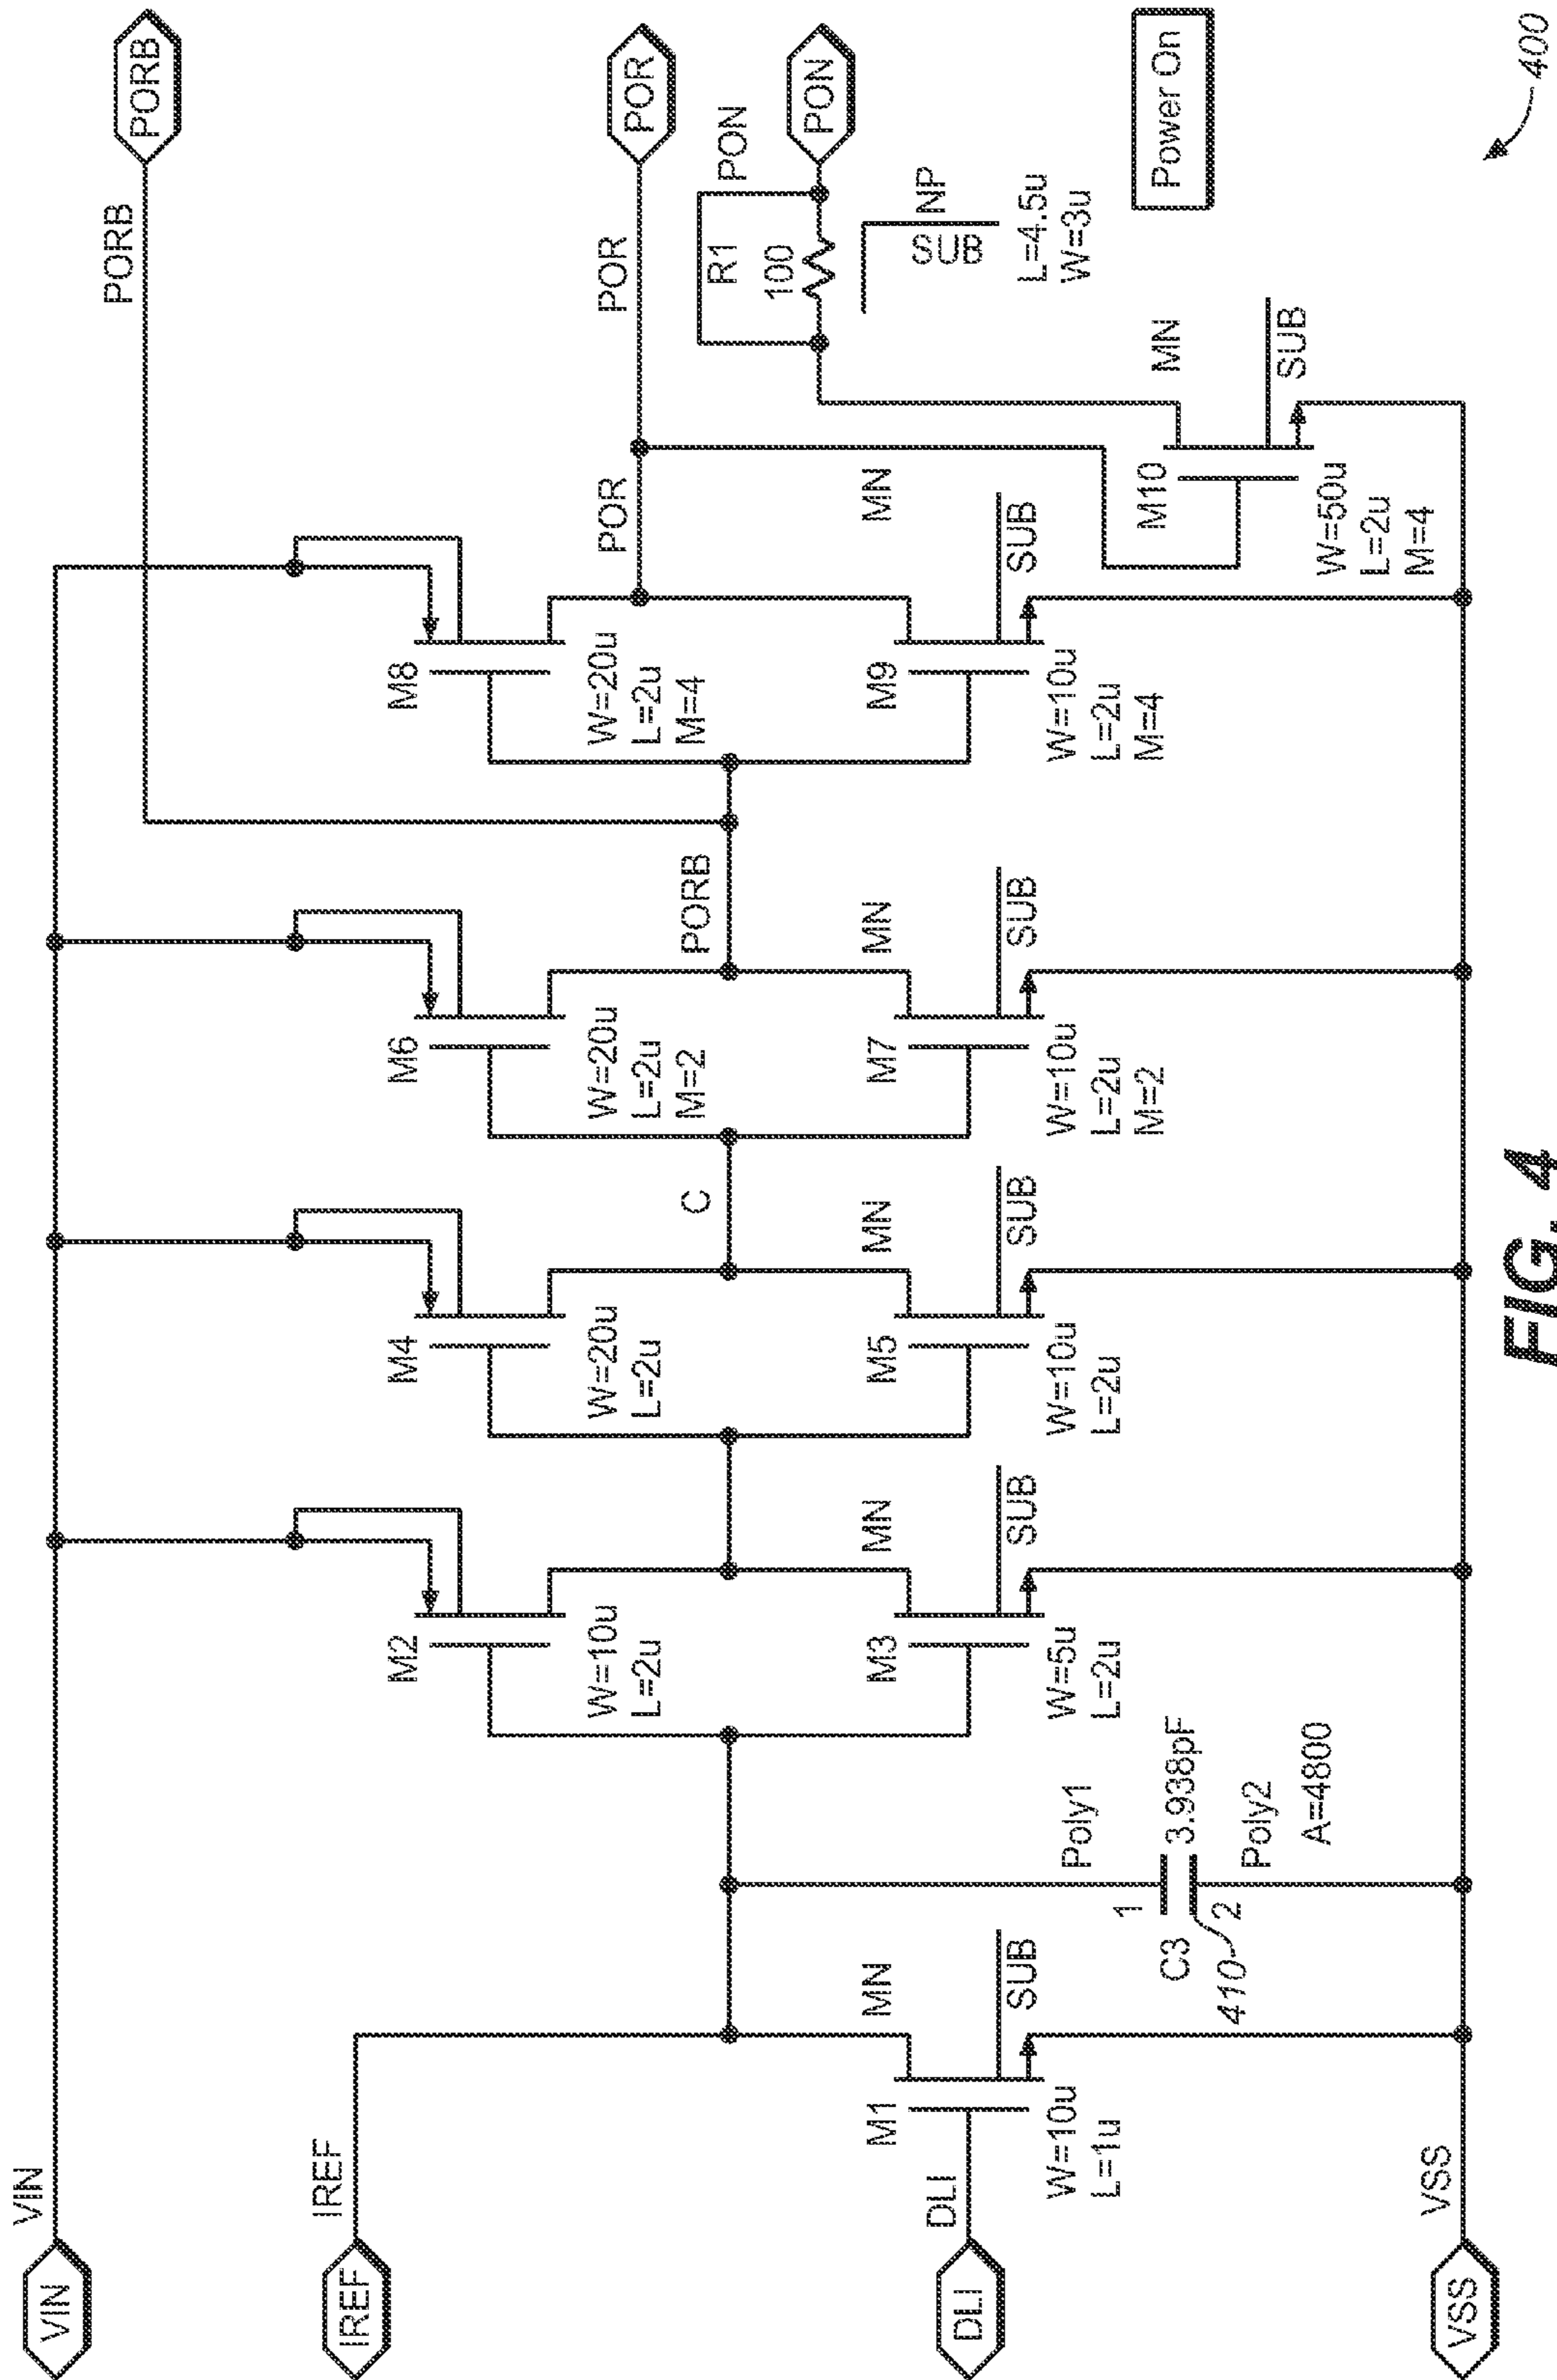 VIN
VIN
PORB
PORB
IREF
IREF
M2
W=10u
L=2u
M4
W=20u
L=2u
M6
W=20u
L=2u
M=2
M8
W=20u
L=2u
M=4
POR
POR
POR
C
PORB
R1
100
PON
PON
SUB
NP
L=4.5u
W=3u
DLI
DLI
M1
MN
SUB
W=10u
L=1u
Poly1
1
C3
3.938pF
2
410
Poly2
A=4800
M3
MN
SUB
W=5u
L=2u
M5
MN
SUB
W=10u
L=2u
M7
MN
SUB
W=10u
L=2u
M=2
M9
MN
SUB
W=10u
L=2u
M=4
M10
MN
SUB
W=50u
L=2u
M=4
Power On
VSS
VSS
400
FIG. 4